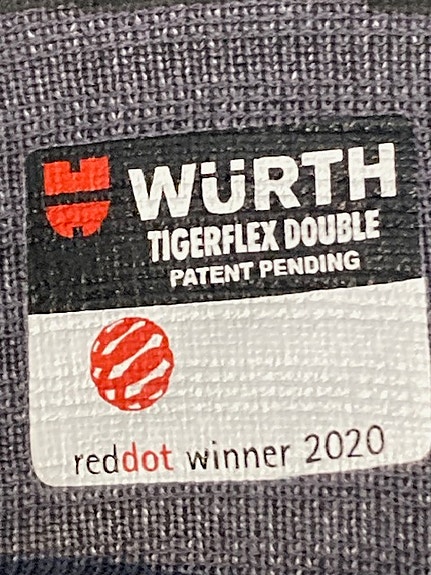 WÜRTH
TIGERFLEX DOUBLE
PATENT PENDING
reddot winner 2020